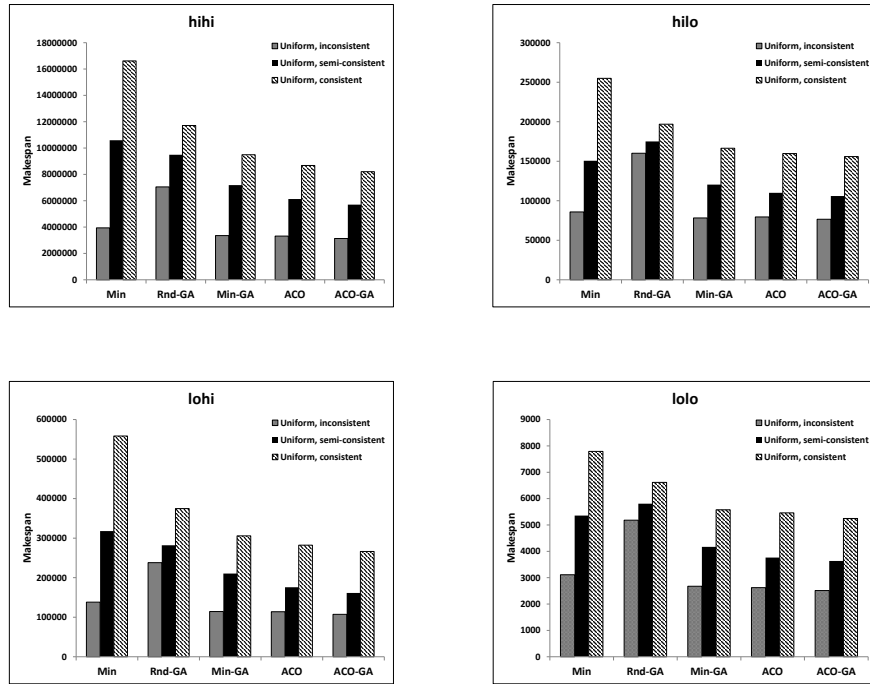 hihi
18000000
16000000
14000000
12000000
10000000
8000000
6000000
4000000
2000000
0
Makespan
Uniform, inconsistent
Uniform, semi-consistent
Uniform, consistent
Min Rnd-GA Min-GA ACO ACO-GA
hilo
300000
250000
200000
150000
100000
50000
0
Makespan
Uniform, inconsistent
Uniform, semi-consistent
Uniform, consistent
Min Rnd-GA Min-GA ACO ACO-GA
lohi
600000
500000
400000
300000
200000
100000
0
Makespan
Uniform, inconsistent
Uniform, semi-consistent
Uniform, consistent
Min Rnd-GA Min-GA ACO ACO-GA
lolo
9000
8000
7000
6000
5000
4000
3000
2000
1000
0
Makespan
Uniform, inconsistent
Uniform, semi-consistent
Uniform, consistent
Min Rnd-GA Min-GA ACO ACO-GA